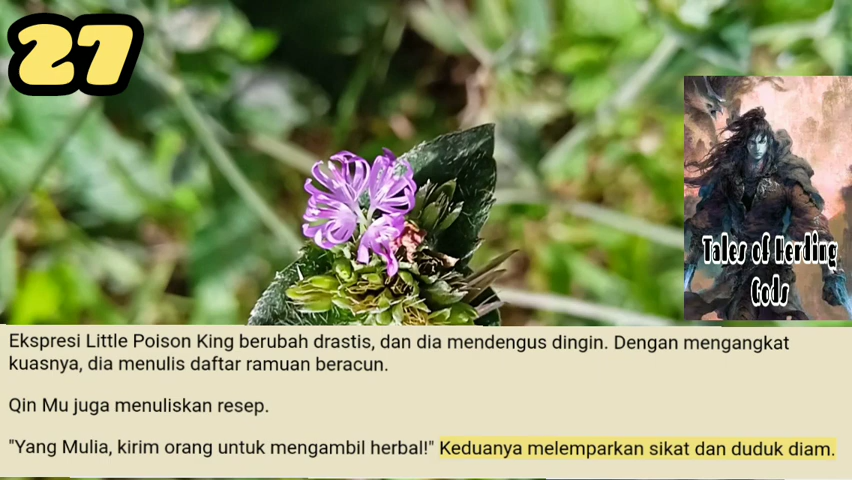 27
Tales of Herding
Gods
Ekspresi Little Poison King berubah drastis, dan dia mendengus dingin. Dengan mengangkat
kuasnya, dia menulis daftar ramuan beracun.
Qin Mu juga menuliskan resep.
"Yang Mulia, kirim orang untuk mengambil herbal!" Keduanya melemparkan sikat dan duduk diam.